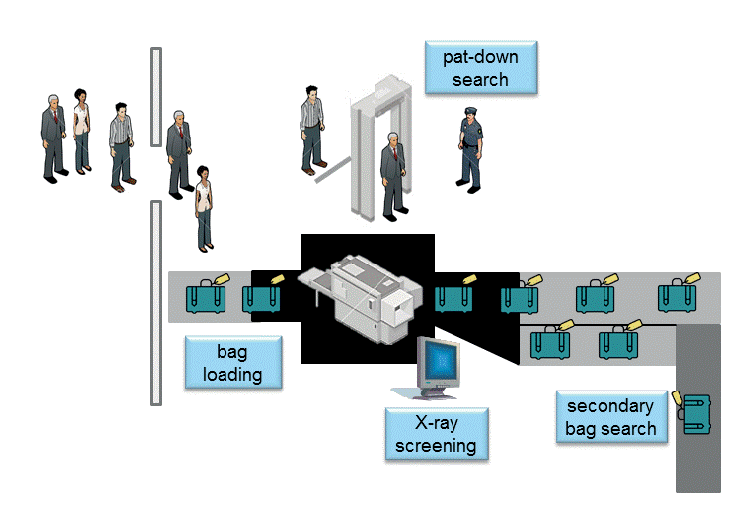 pat-down
search
bag
loading
X-ray
screening
secondary
bag search